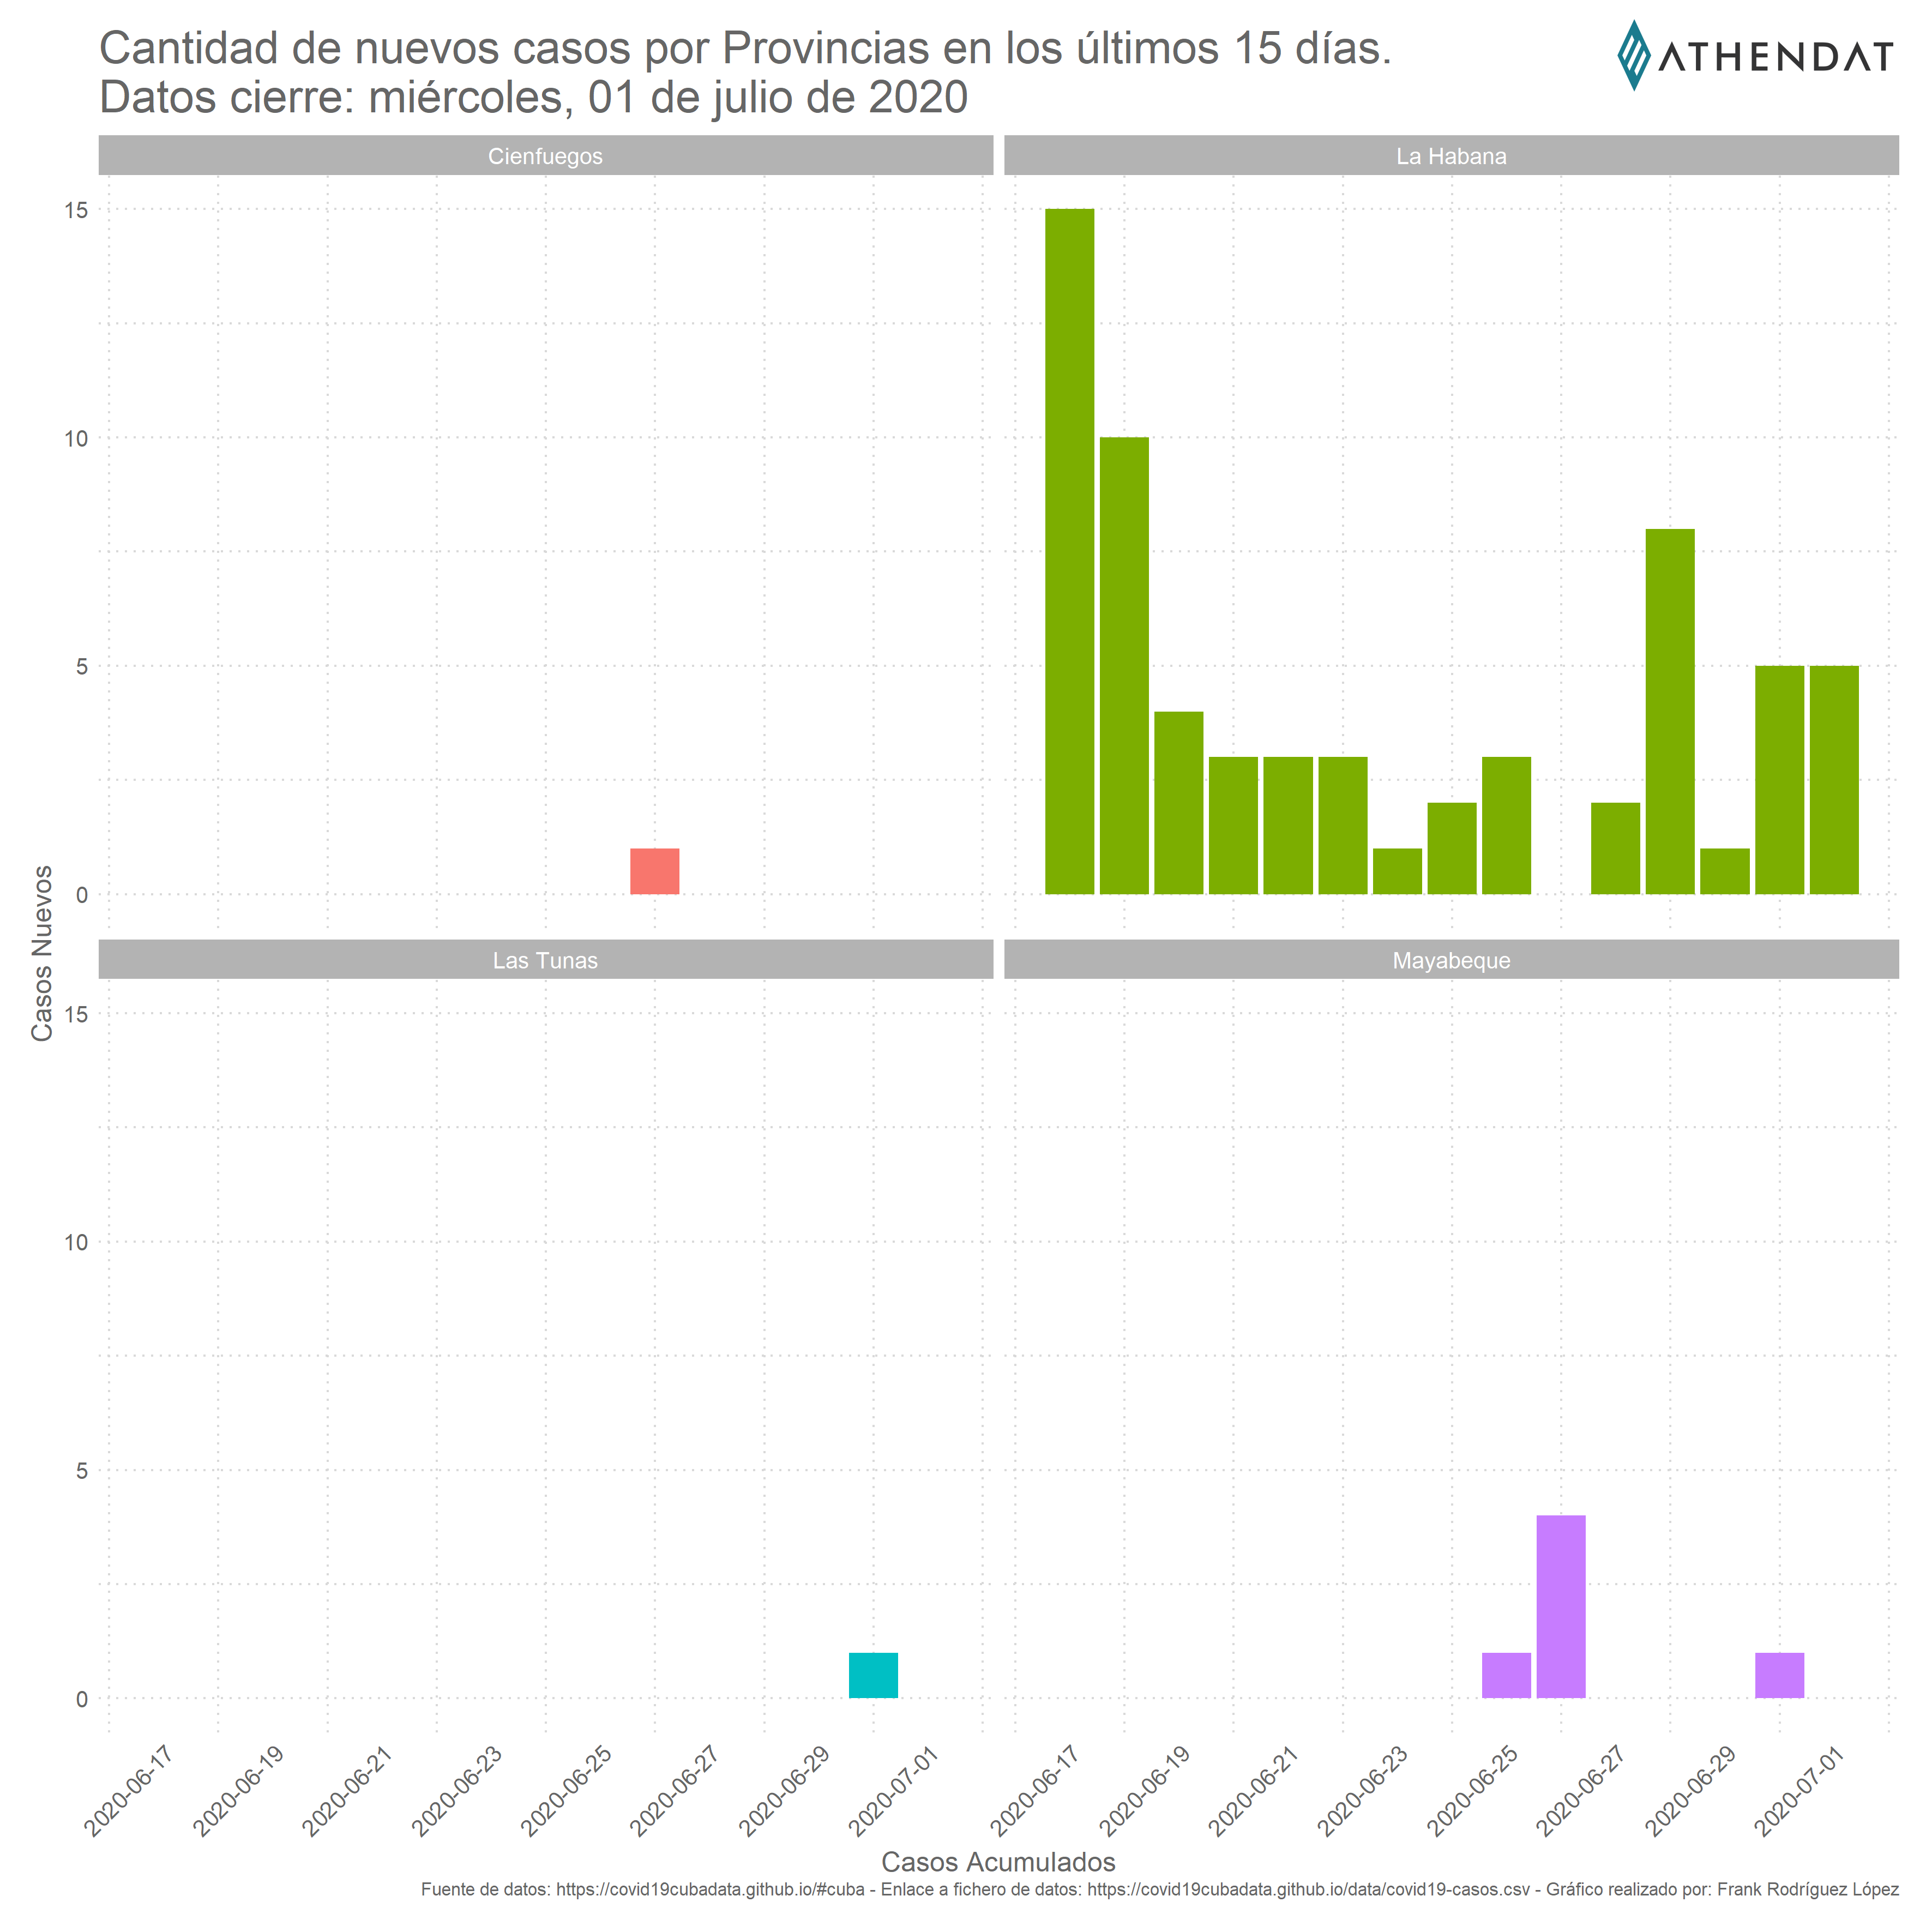 Cantidad de nuevos casos por Provincias en los últimos 15 días.
Datos cierre: miércoles, 01 de julio de 2020
ATHENDAT
Cienfuegos
La Habana
15
10
5
0
Casos Nuevos
Las Tunas
Mayabeque
15
10
5
0
2020-06-17
2020-06-19
2020-06-21
2020-06-23
2020-06-25
2020-06-27
2020-06-29
2020-07-01
2020-06-17
2020-06-19
2020-06-21
2020-06-23
2020-06-25
2020-06-27
2020-06-29
2020-07-01
Casos Acumulados
Fuente de datos: https://covid19cubadata.github.io/#cuba - Enlace a fichero de datos: https://covid19cubadata.github.io/data/covid19-casos.csv - Gráfico realizado por: Frank Rodríguez López